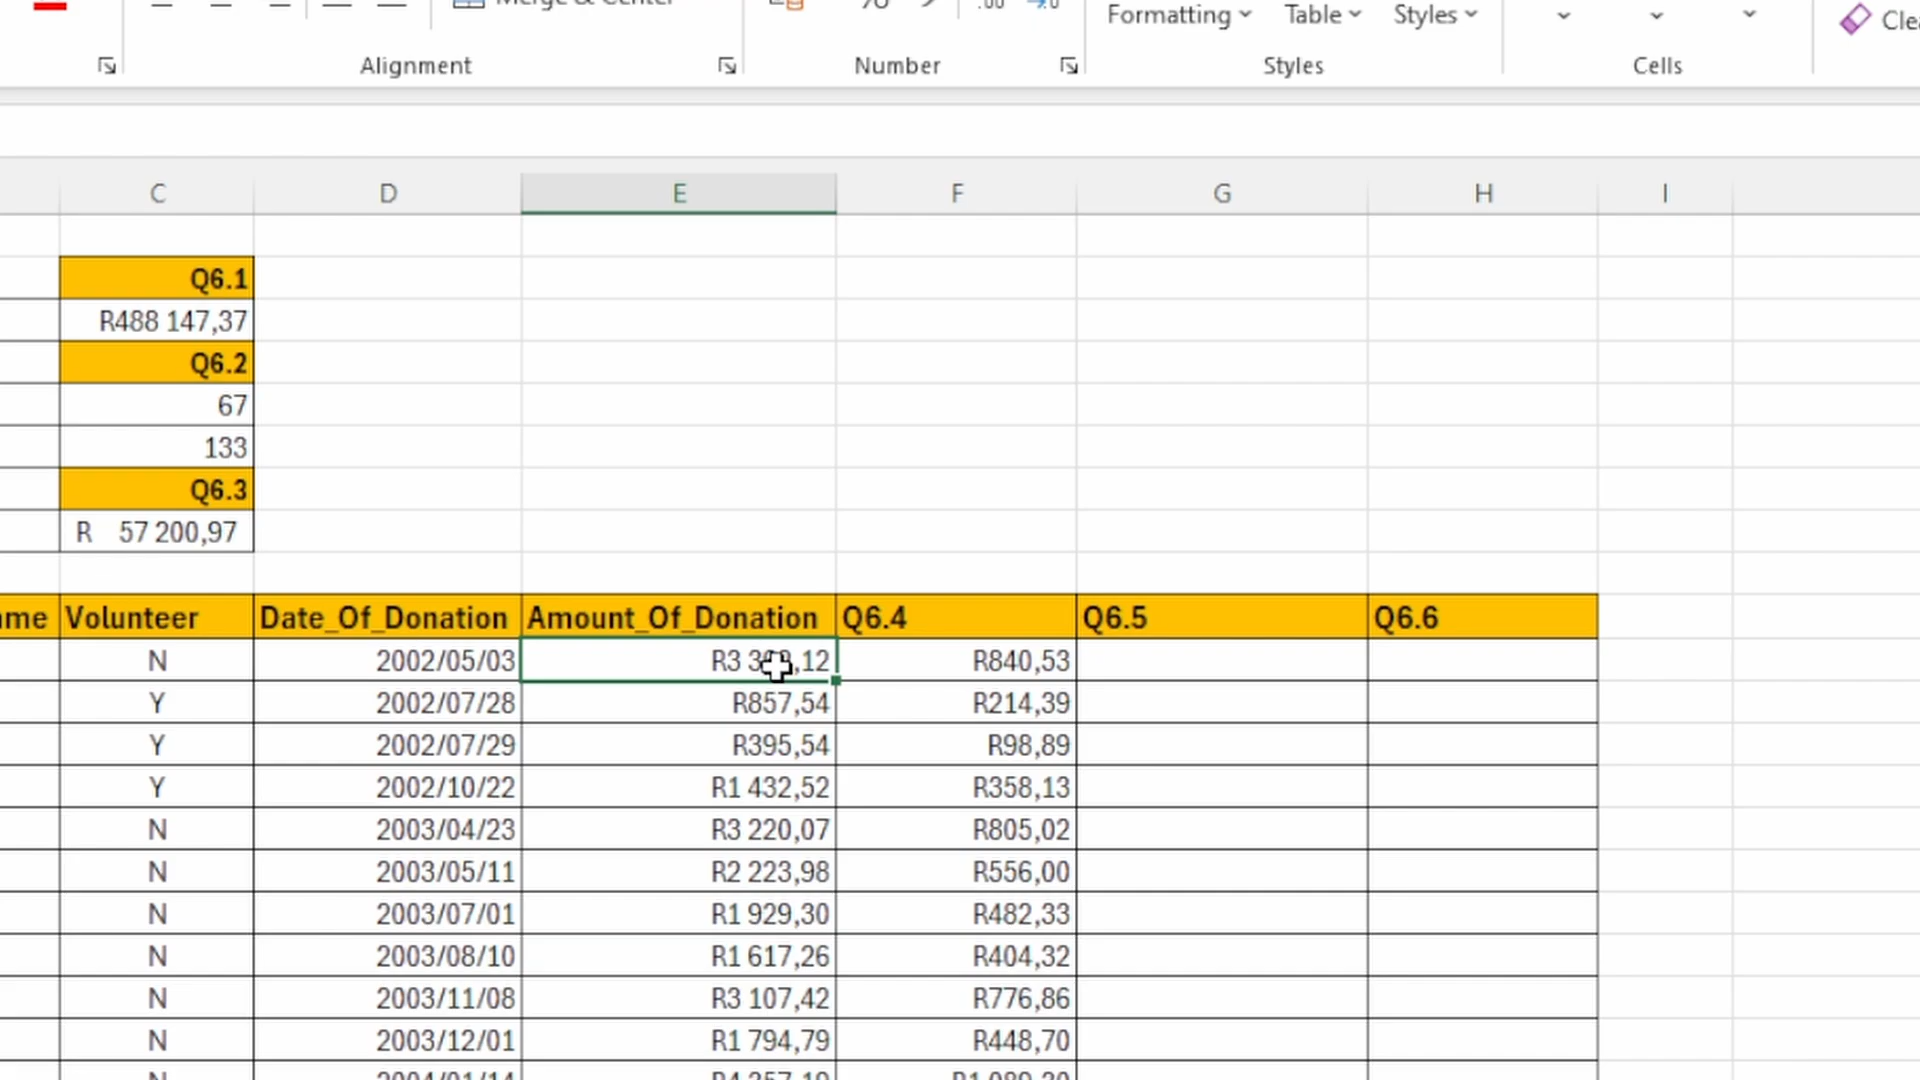 Formatting Table Styles
Alignment Number Styles Cells
C D E F G H I
Q6.1
R488 147,37
Q6.2
67
133
Q6.3
R 57 200,97
Volunteer Date_Of_Donation Amount_Of_Donation Q6.4 Q6.5 Q6.6
N 2002/05/03 R840,53
Y 2002/07/28 R857,54 R214,39
Y 2002/07/29 R395,54 R98,89
Y 2002/10/22 R1 432,52 R358,13
N 2003/04/23 R3 220,07 R805,02
N 2003/05/11 R2 223,98 R556,00
N 2003/07/01 R1 929,30 R482,33
N 2003/08/10 R1 617,26 R404,32
N 2003/11/08 R3 107,42 R776,86
N 2003/12/01 R1 794,79 R448,70